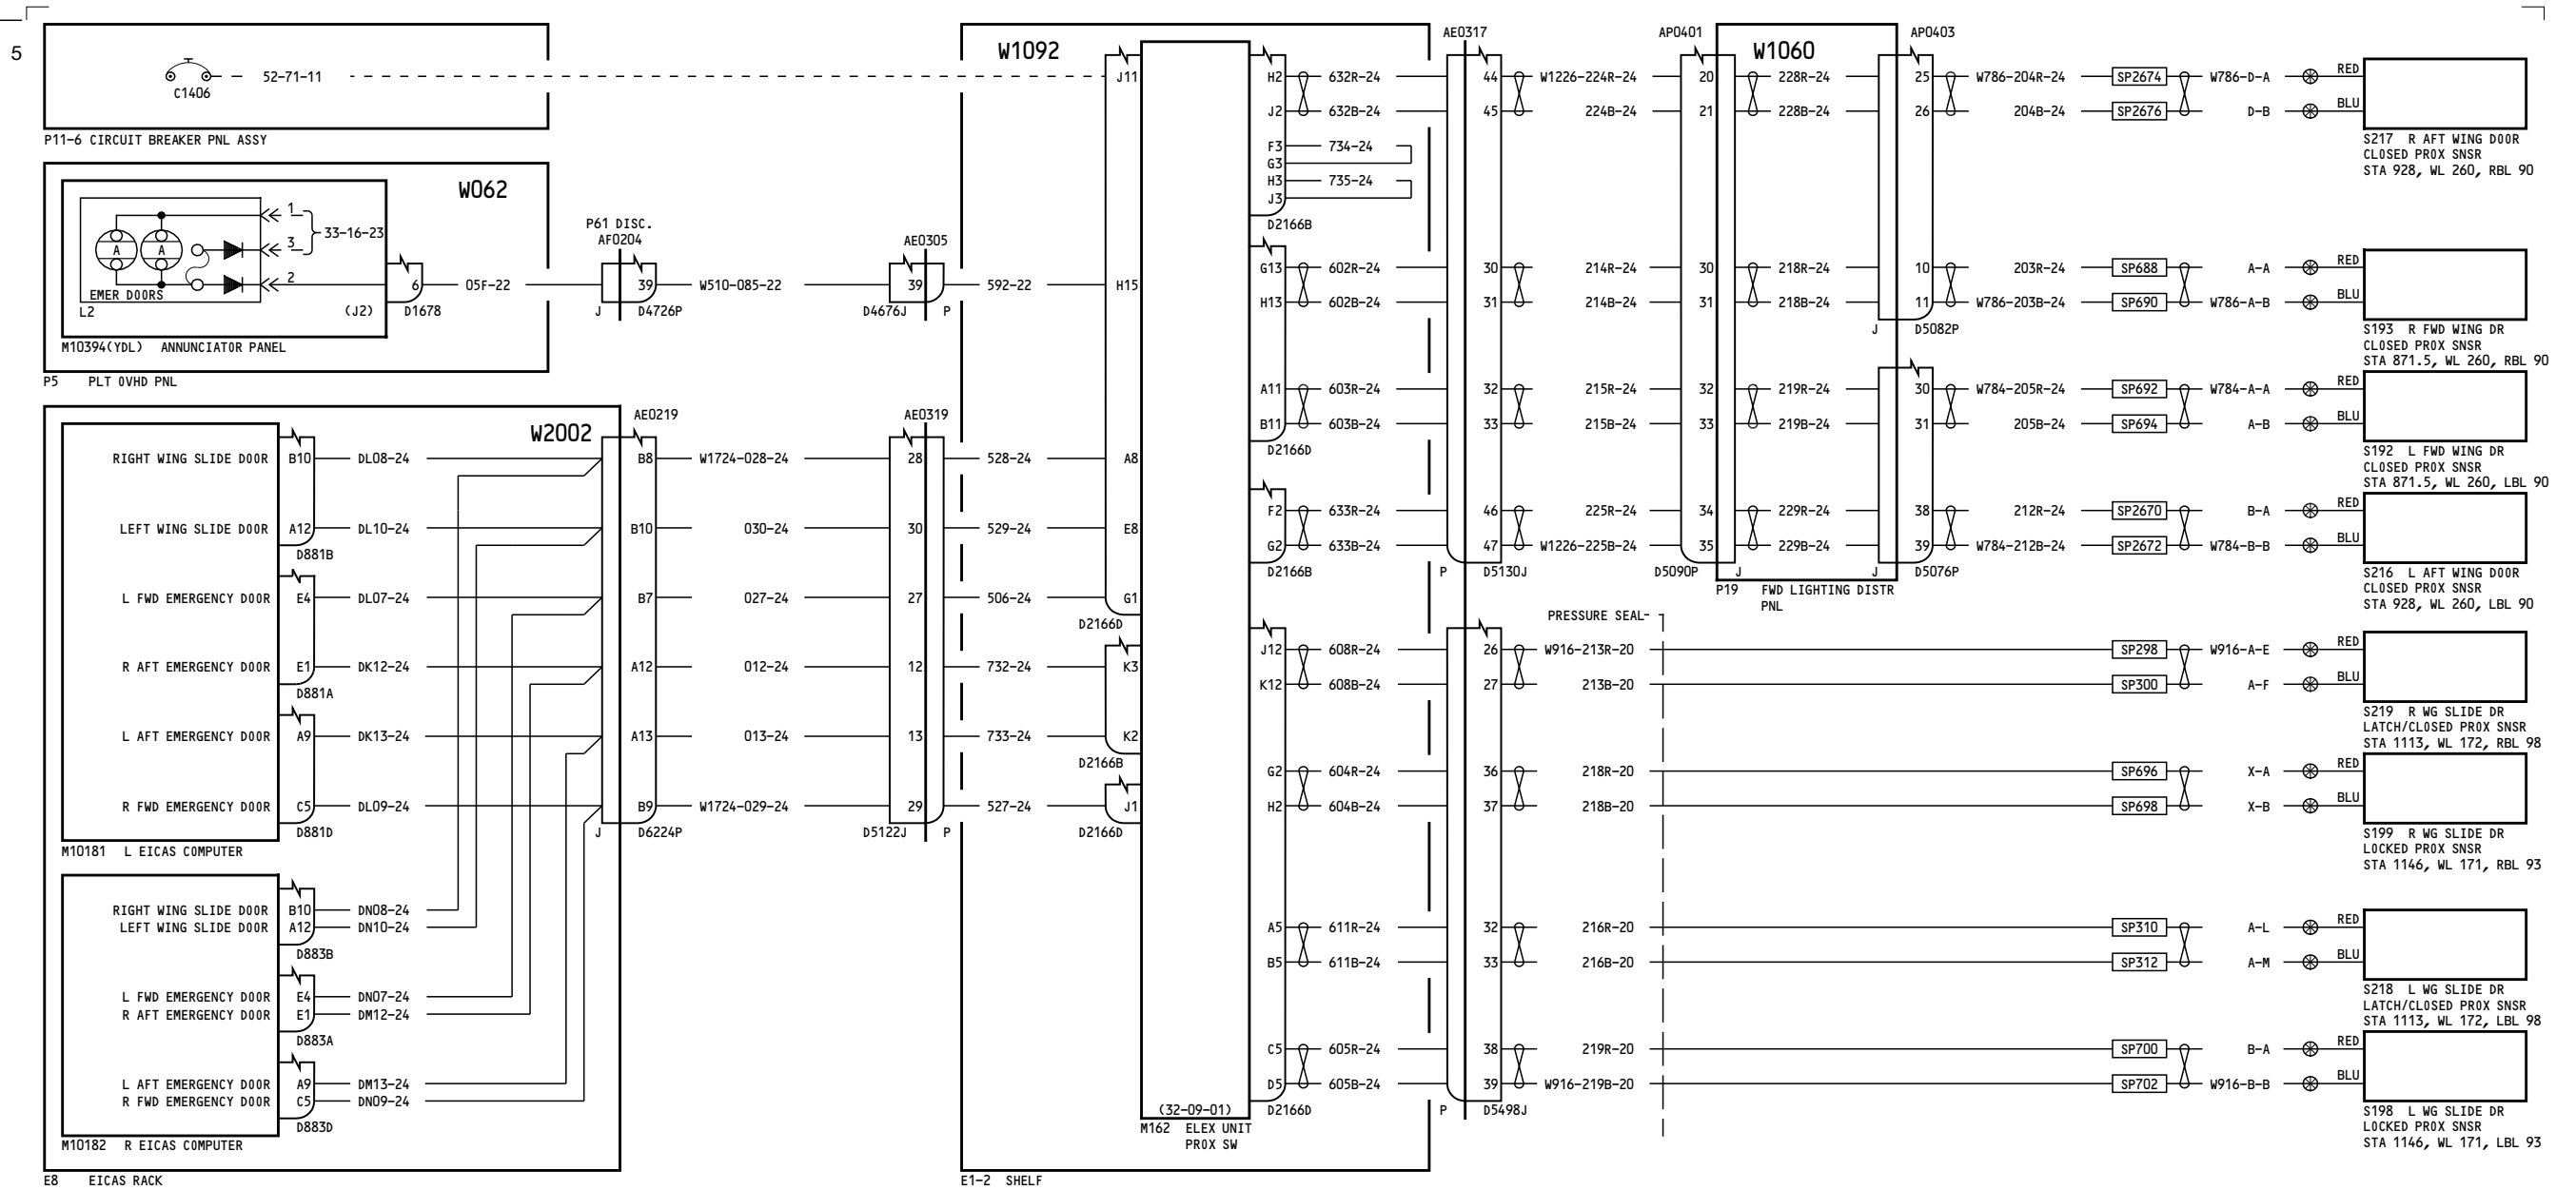 5
C1406
52-71-11
P11-6 CIRCUIT BREAKER PNL ASSY
W062
1
3
2
33-16-23
A
A
EMER DOORS
L2
(J2)
6
D1678
05F-22
M10394(YDL) ANNUNCIATOR PANEL
P5 PLT OVHD PNL
P61 DISC.
AF0204
39
J
D4726P
W510-085-22
AE0305
39
D4676J
P
592-22
W2002
RIGHT WING SLIDE DOOR B10 DL08-24
LEFT WING SLIDE DOOR A12 DL10-24
D881B
L FWD EMERGENCY DOOR E4 DL07-24
R AFT EMERGENCY DOOR E1 DK12-24
D881A
L AFT EMERGENCY DOOR A9 DK13-24
R FWD EMERGENCY DOOR C5 DL09-24
D881D
M10181 L EICAS COMPUTER
RIGHT WING SLIDE DOOR B10 DN08-24
LEFT WING SLIDE DOOR A12 DN10-24
D883B
L FWD EMERGENCY DOOR E4 DN07-24
R AFT EMERGENCY DOOR E1 DM12-24
D883A
L AFT EMERGENCY DOOR A9 DM13-24
R FWD EMERGENCY DOOR C5 DN09-24
D883D
M10182 R EICAS COMPUTER
E8 EICAS RACK
AE0219
AE0319
B8 W1724-028-24 28 528-24 A8
B10 030-24 30 529-24 E8
B7 027-24 27 506-24 G1
D2166D
A12 012-24 12 732-24 K3
A13 013-24 13 733-24 K2
D2166B
B9 W1724-029-24 29 527-24 J1
J D6224P D5122J P D2166D
W1092
J11
H15
(32-09-01)
M162 ELEX UNIT
PROX SW
E1-2 SHELF
AE0317
AP0401
W1060
AP0403
H2 632R-24 44 W1226-224R-24 20 228R-24 25 W786-204R-24 SP2674 W786-D-A RED
J2 632B-24 45 224B-24 21 228B-24 26 204B-24 SP2676 D-B BLU
S217 R AFT WING DOOR
CLOSED PROX SNSR
STA 928, WL 260, RBL 90
F3 734-24
G3
H3 735-24
J3
D2166B
G13 602R-24 30 214R-24 30 218R-24 10 203R-24 SP688 A-A RED
H13 602B-24 31 214B-24 31 218B-24 11 W786-203B-24 SP690 W786-A-B BLU
J D5082P
S193 R FWD WING DR
CLOSED PROX SNSR
STA 871.5, WL 260, RBL 90
A11 603R-24 32 215R-24 32 219R-24 30 W784-205R-24 SP692 W784-A-A RED
B11 603B-24 33 215B-24 33 219B-24 31 205B-24 SP694 A-B BLU
D2166D
S192 L FWD WING DR
CLOSED PROX SNSR
STA 871.5, WL 260, LBL 90
F2 633R-24 46 225R-24 34 229R-24 38 212R-24 SP2670 B-A RED
G2 633B-24 47 W1226-225B-24 35 229B-24 39 W784-212B-24 SP2672 W784-B-B BLU
D2166B P D5130J D5090P J J D5076P
P19 FWD LIGHTING DISTR
PNL
S216 L AFT WING DOOR
CLOSED PROX SNSR
STA 928, WL 260, LBL 90
PRESSURE SEAL
J12 608R-24 26 W916-213R-20 SP298 W916-A-E RED
K12 608B-24 27 213B-20 SP300 A-F BLU
S219 R WG SLIDE DR
LATCH/CLOSED PROX SNSR
STA 1113, WL 172, RBL 98
G2 604R-24 36 218R-20 SP696 X-A RED
H2 604B-24 37 218B-20 SP698 X-B BLU
S199 R WG SLIDE DR
LOCKED PROX SNSR
STA 1146, WL 171, RBL 93
A5 611R-24 32 216R-20 SP310 A-L RED
B5 611B-24 33 216B-20 SP312 A-M BLU
S218 L WG SLIDE DR
LATCH/CLOSED PROX SNSR
STA 1113, WL 172, LBL 98
C5 605R-24 38 219R-20 SP700 B-A RED
D5 605B-24 39 W916-219B-20 SP702 W916-B-B BLU
D2166D P D5498J
S198 L WG SLIDE DR
LOCKED PROX SNSR
STA 1146, WL 171, LBL 93